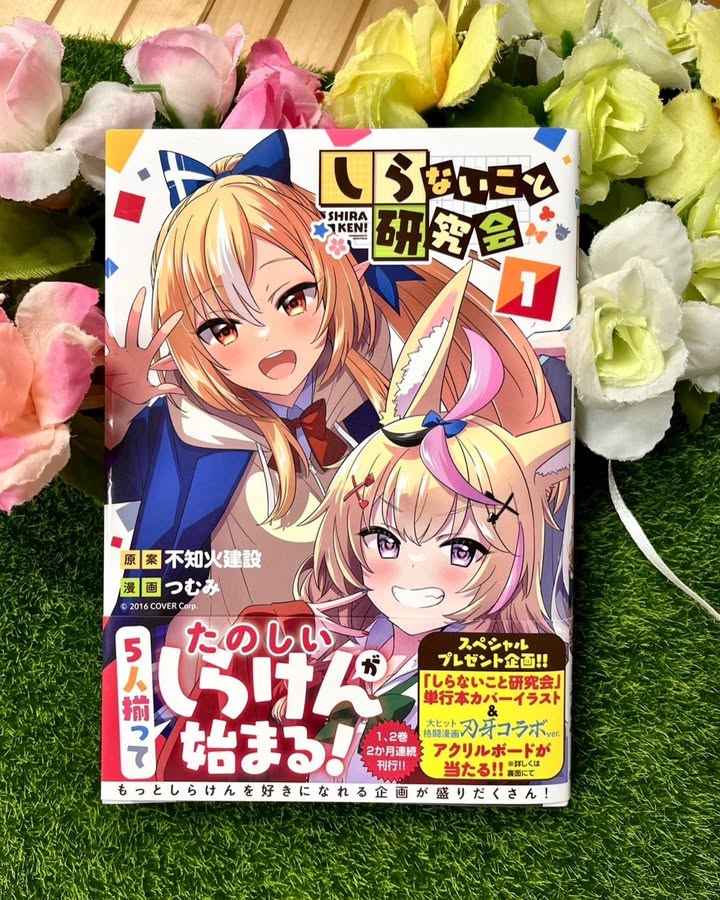 しらないこと
SHIRA
KEN!
研究会
1
原案 不知火建設
漫画 つむみ
© 2016 COVER Corp.
5人揃って
たのしい
しらけんが
始まる!
1、2巻
2か月連続
刊行!!
スペシャル
プレゼント企画!!
「しらないこと研究会」
単行本カバーイラスト
&
大ヒット
格闘漫画 刃牙コラボver.
アクリルボードが
当たる!! ※詳しくは
裏面にて
もっとしらけんを好きになれる企画が盛りだくさん!